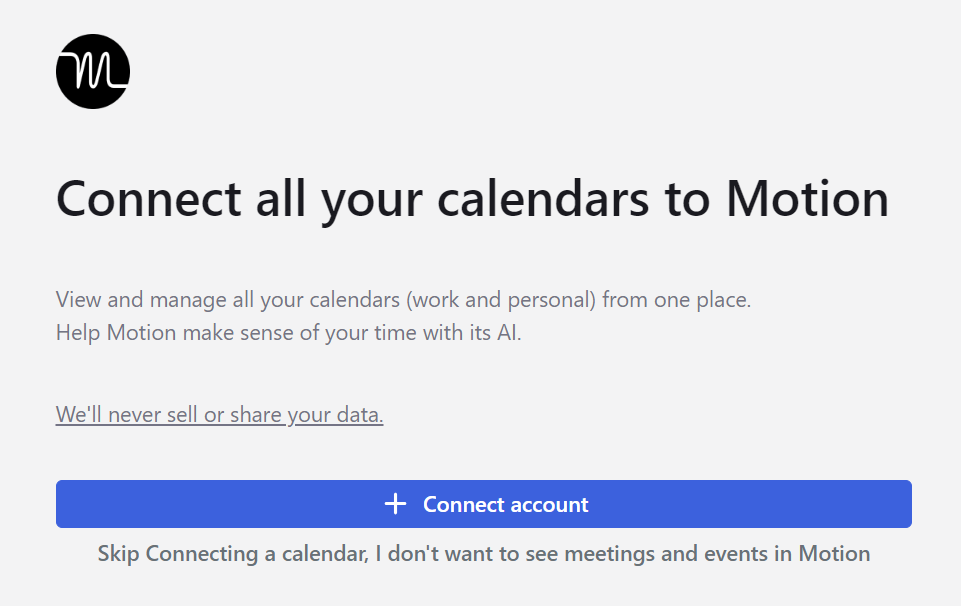 Connect all your calendars to Motion
View and manage all your calendars (work and personal) from one place.
Help Motion make sense of your time with its AI.
We'll never sell or share your data.
Connect account
Skip Connecting a calendar, I don't want to see meetings and events in Motion